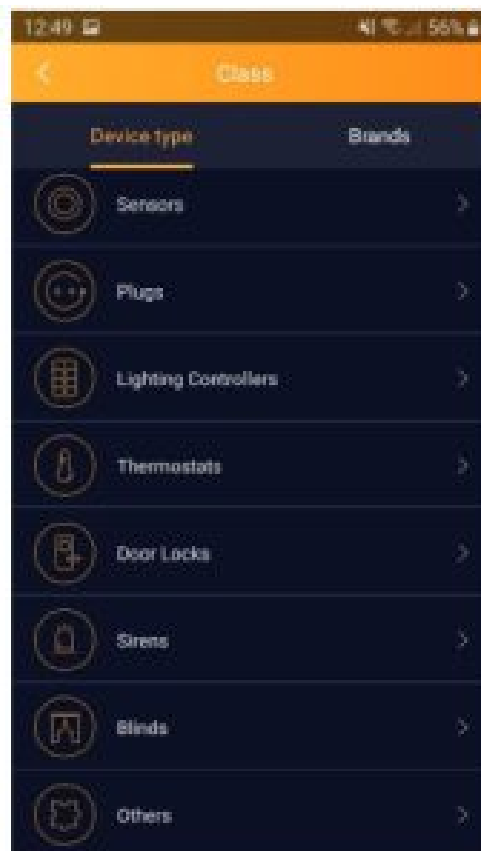 12:49 56%
Class
Device type Brands
Sensors
Plugs
Lighting Controllers
Thermostats
Door Locks
Sirens
Blinds
Others